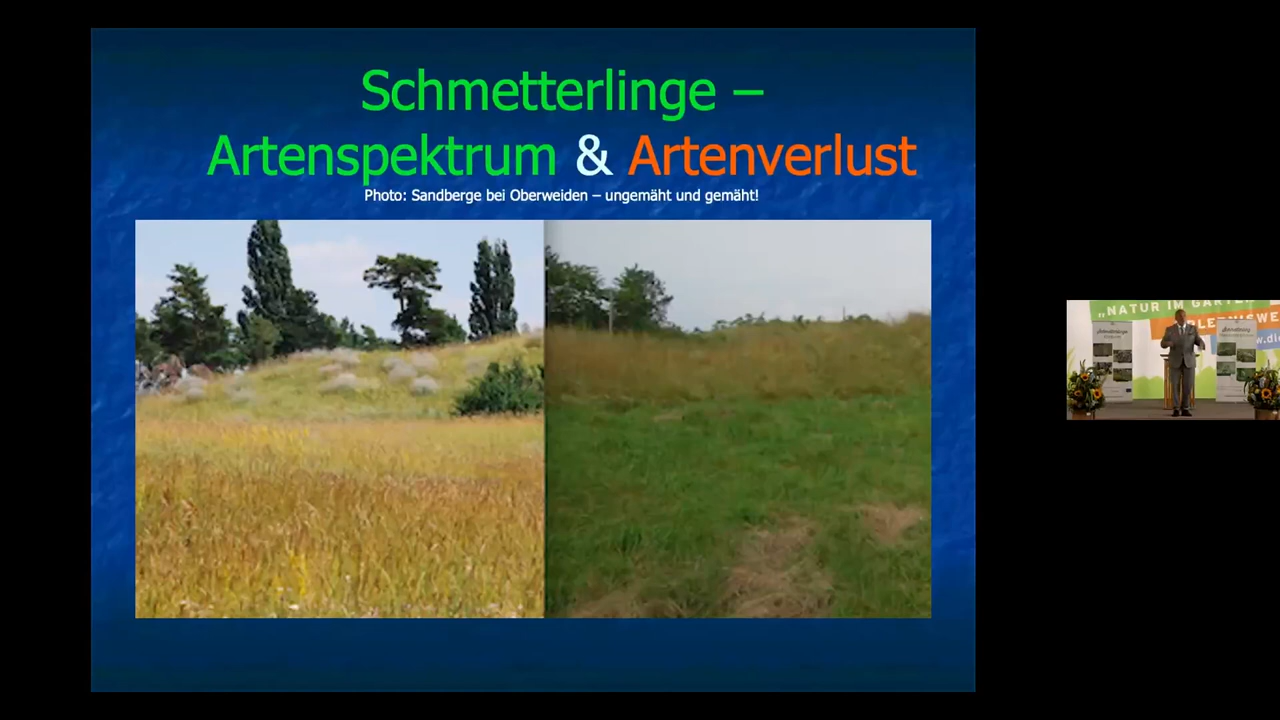 Schmetterlinge –
Artenspektrum & Artenverlust
Photo: Sandberge bei Oberweiden – ungemäht und gemäht!
„NATUR IM GARTEN